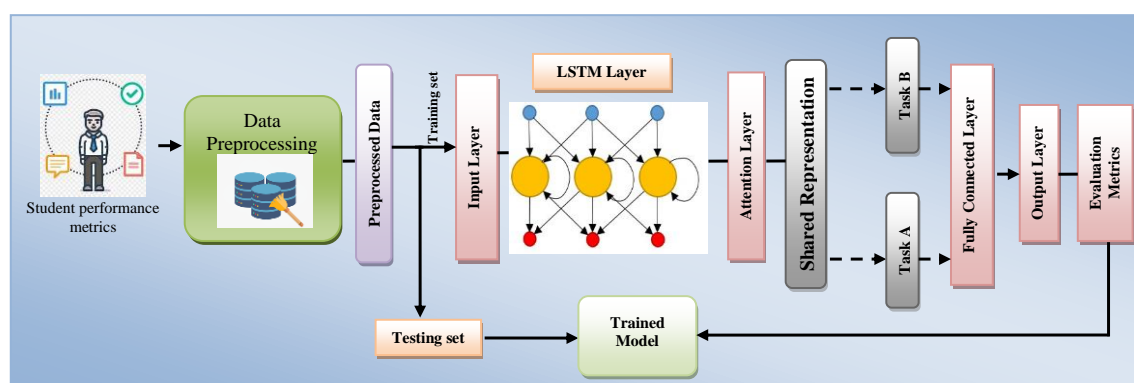 Student performance
metrics
Data
Preprocessing
Preprocessed Data
Training set
Input Layer
LSTM Layer
Attention Layer
Shared Representation
Task B
Task A
Fully Connected Layer
Output Layer
Evaluation
Metrics
Testing set
Trained
Model